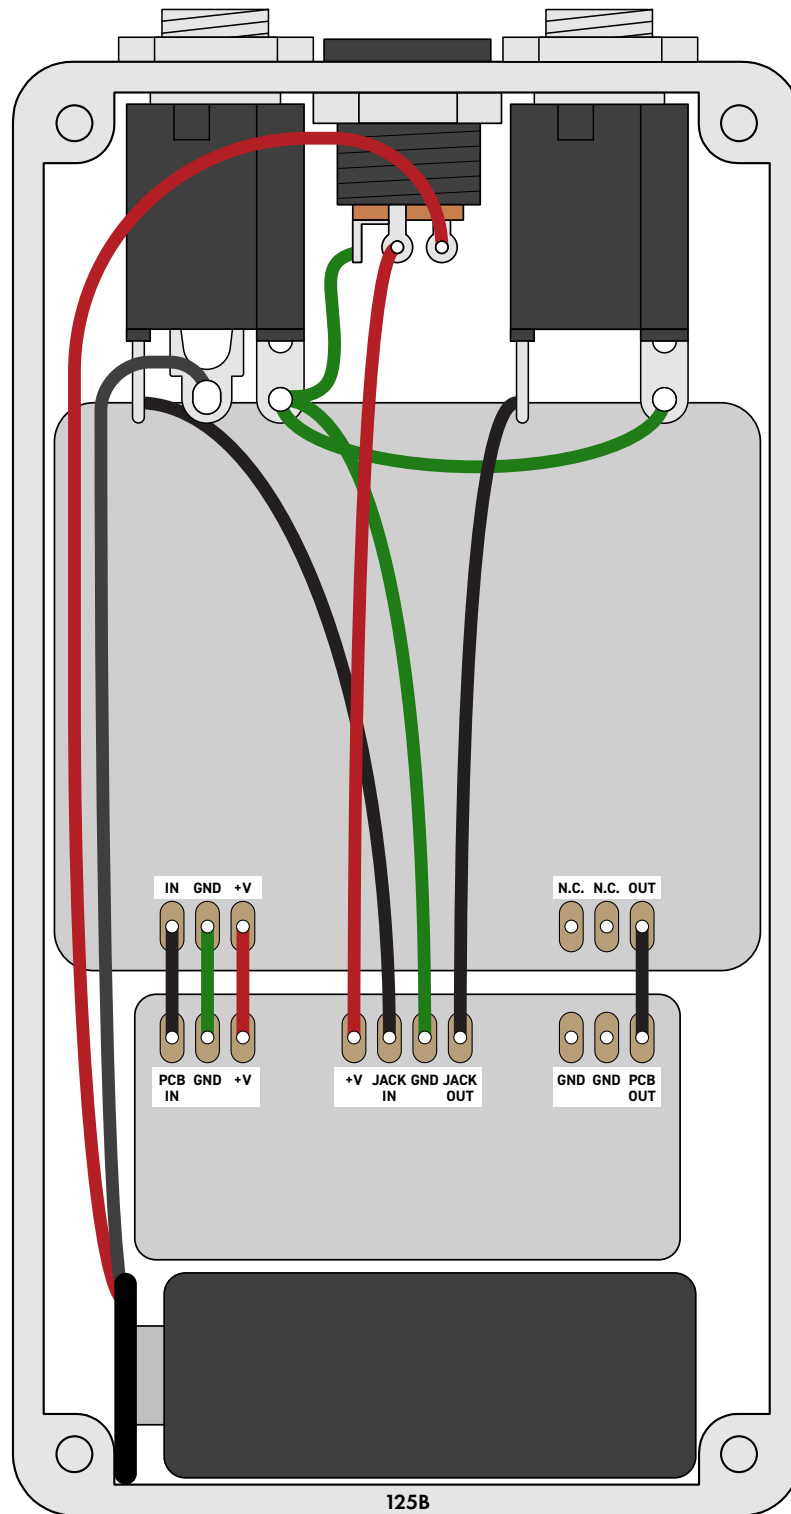 IN GND +V
N.C. N.C. OUT
PCB GND +V
IN
+V JACK GND JACK
IN OUT
GND GND PCB
OUT
125B